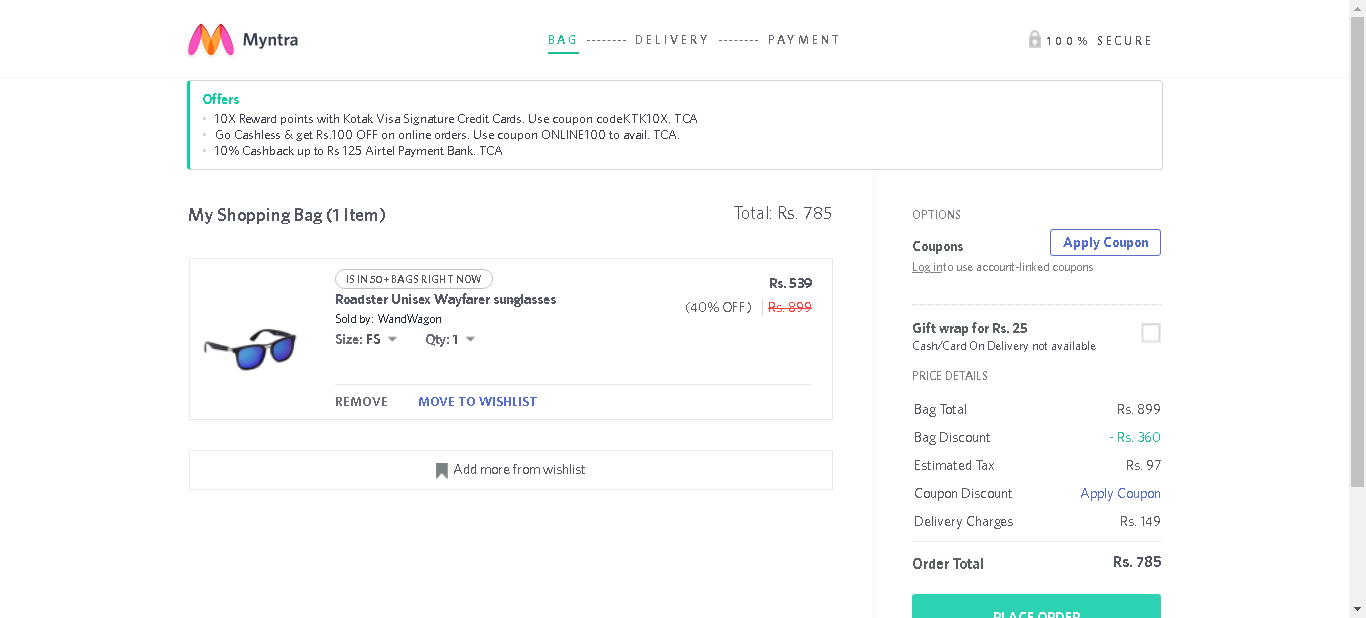 Myntra
BAG -------- DELIVERY -------- PAYMENT
100% SECURE
Offers
10X Reward points with Kotak Visa Signature Credit Cards. Use coupon codeKTK10X. TCA
Go Cashless & get Rs.100 OFF on online orders. Use coupon ONLINE100 to avail. TCA.
10% Cashback up to Rs 125 Airtel Payment Bank. TCA
My Shopping Bag (1 Item)
Total: Rs. 785
IS IN 50+ BAGS RIGHT NOW
Roadster Unisex Wayfarer sunglasses
Sold by: WandWagon
Size: FS
Qty: 1
Rs. 539
(40% OFF) Rs. 899
REMOVE
MOVE TO WISHLIST
Add more from wishlist
OPTIONS
Coupons
Apply Coupon
Log into use account-linked coupons
Gift wrap for Rs. 25
Cash/Card On Delivery not available
PRICE DETAILS
Bag Total Rs. 899
Bag Discount - Rs. 360
Estimated Tax Rs. 97
Coupon Discount Apply Coupon
Delivery Charges Rs. 149
Order Total Rs. 785
PLACE ORDER